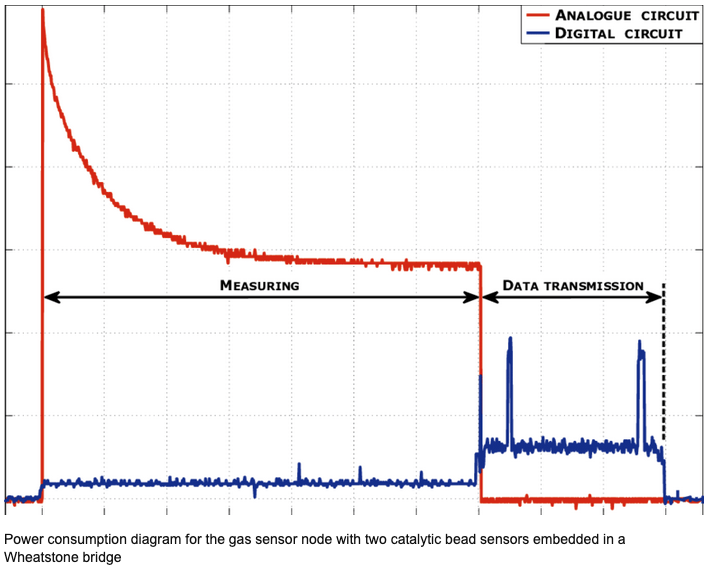 ANALOGUE CIRCUIT
DIGITAL CIRCUIT
MEASURING
DATA TRANSMISSION
Power consumption diagram for the gas sensor node with two catalytic bead sensors embedded in a
Wheatstone bridge